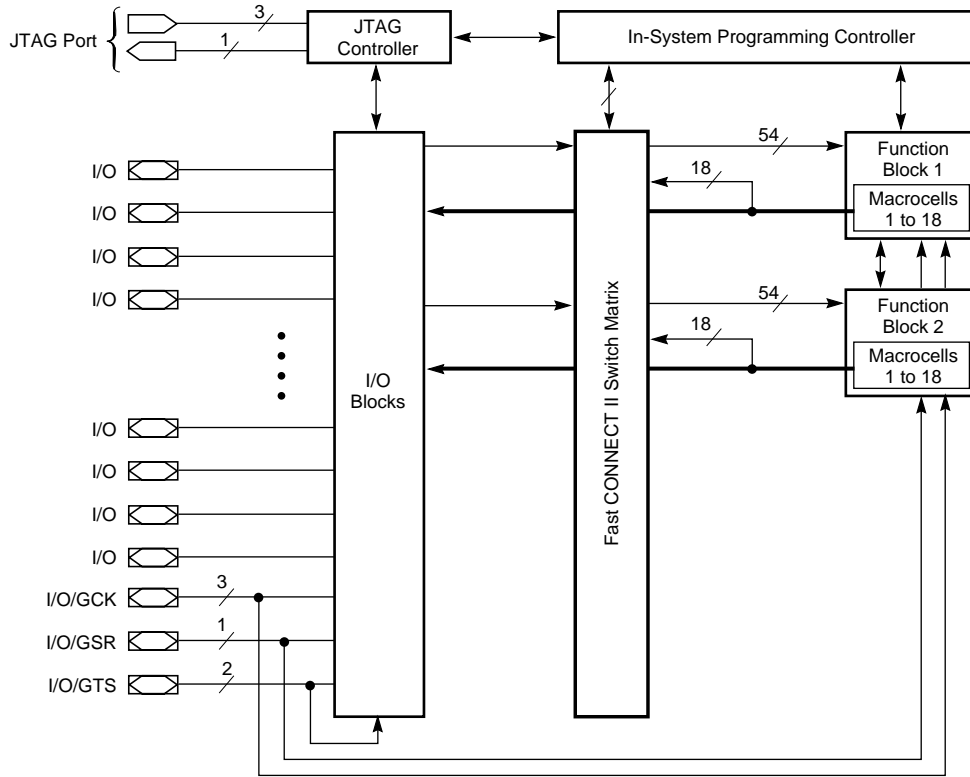 3
JTAG Port
1
JTAG
Controller
In-System Programming Controller
54
Function
Block 1
18
Macrocells
1 to 18
I/O
I/O
I/O
I/O
54
Function
Block 2
18
Macrocells
1 to 18
I/O
Blocks
Fast CONNECT II Switch Matrix
I/O
I/O
I/O
I/O
3
I/O/GCK
1
I/O/GSR
2
I/O/GTS